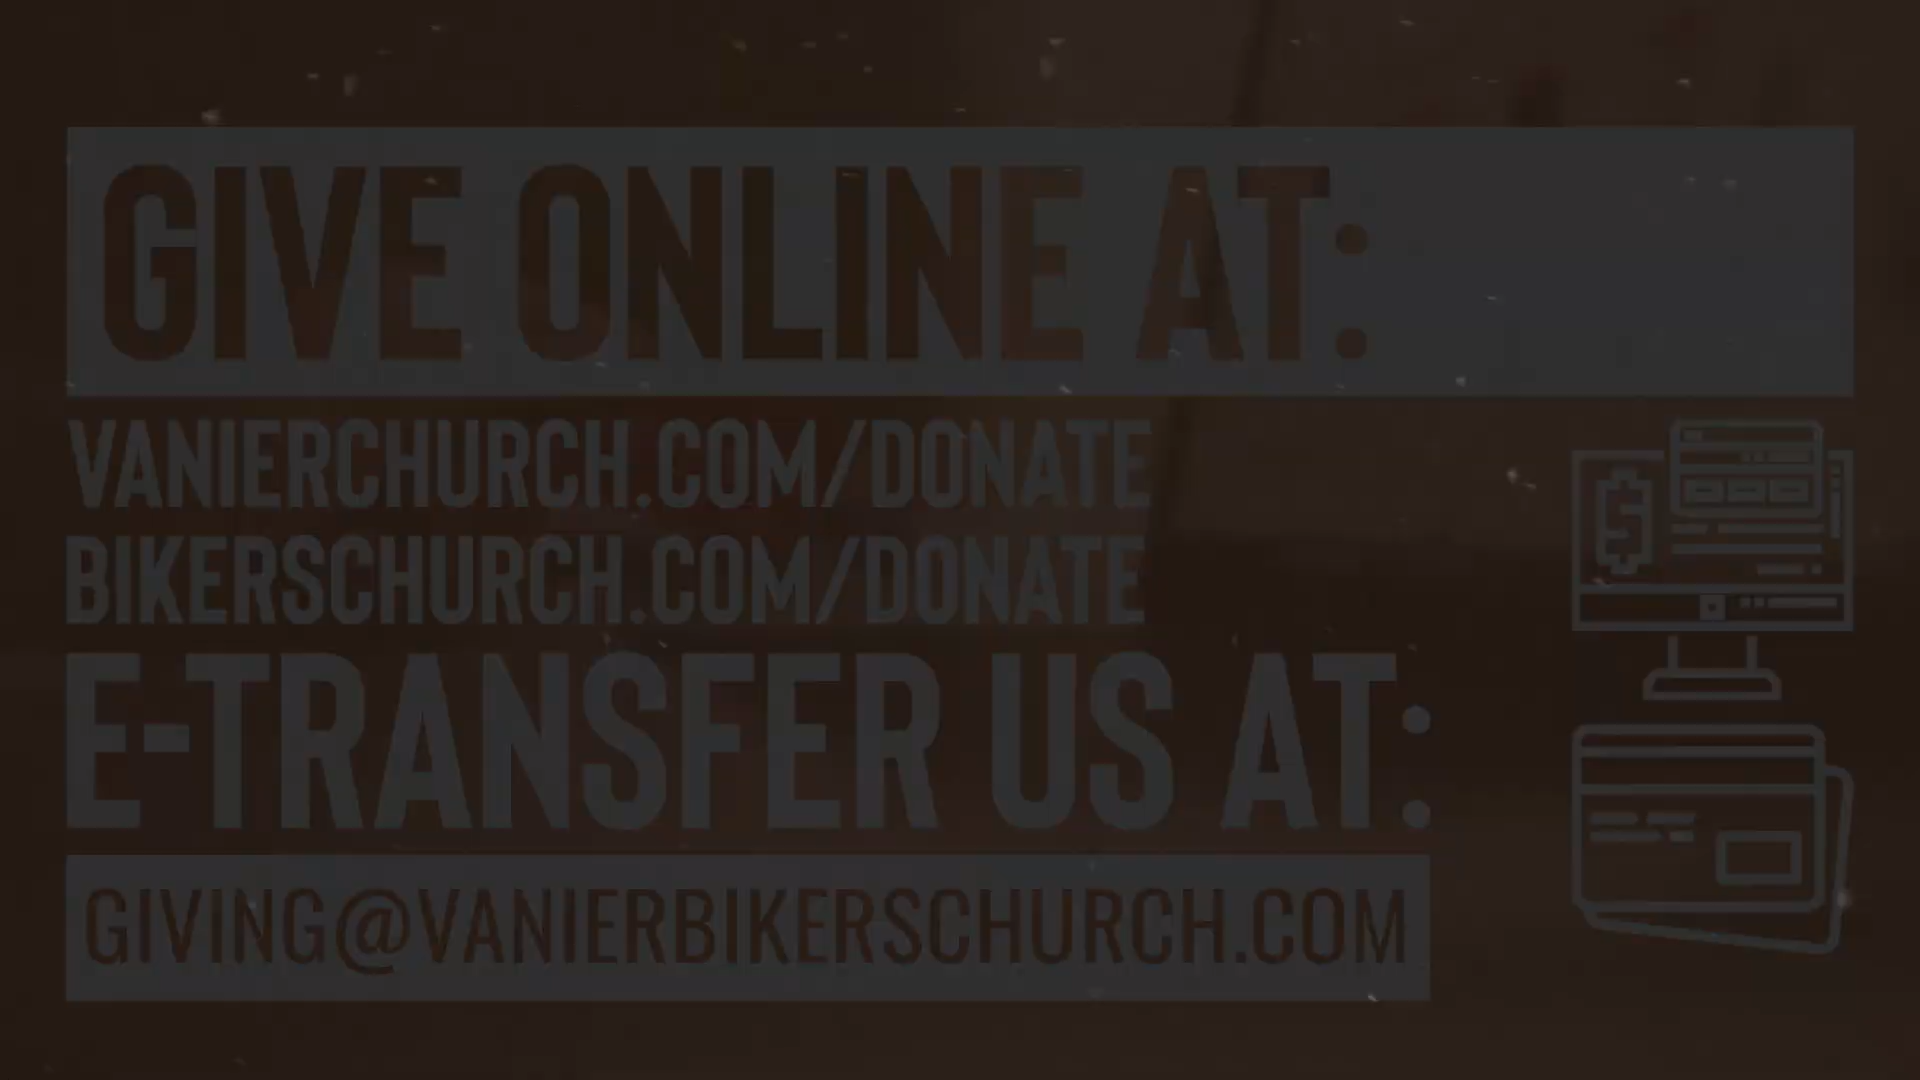 GIVE ONLINE AT:
VANIERCHURCH.COM/DONATE
BIKERSCHURCH.COM/DONATE
E-TRANSFER US AT:
GIVING@VANIERBIKERSCHURCH.COM